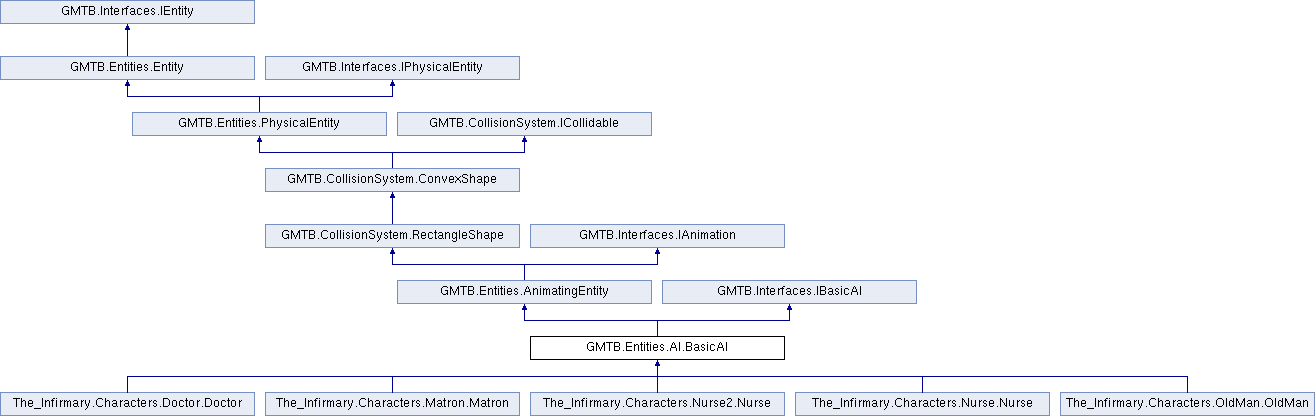 GMTB.Interfaces.IEntity
GMTB.Entities.Entity
GMTB.Interfaces.IPhysicalEntity
GMTB.Entities.PhysicalEntity
GMTB.CollisionSystem.ICollidable
GMTB.CollisionSystem.ConvexShape
GMTB.CollisionSystem.RectangleShape
GMTB.Interfaces.IAnimation
GMTB.Entities.AnimatingEntity
GMTB.Interfaces.IBasicAI
GMTB.Entities.AI.BasicAI
The_Infirmary.Characters.Doctor.Doctor
The_Infirmary.Characters.Matron.Matron
The_Infirmary.Characters.Nurse2.Nurse
The_Infirmary.Characters.Nurse.Nurse
The_Infirmary.Characters.OldMan.OldMan